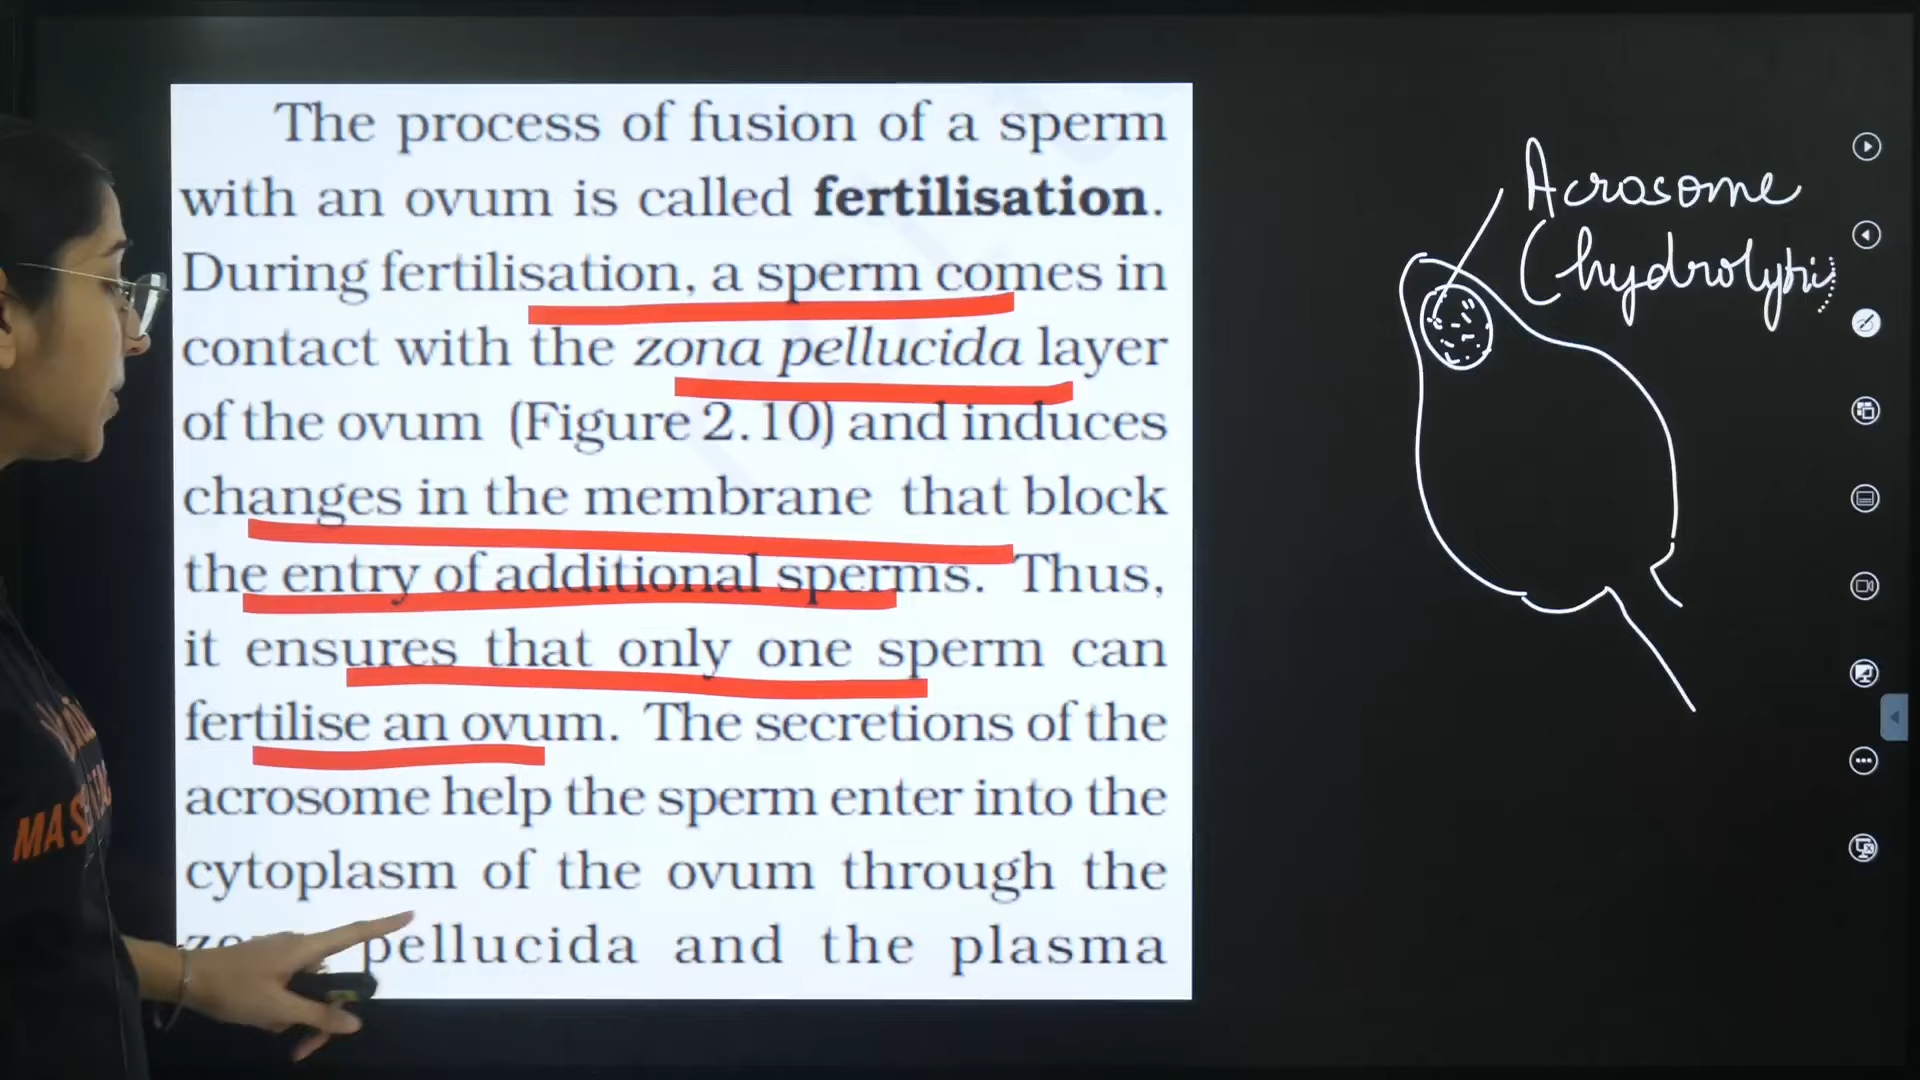 The process of fusion of a sperm
with an ovum is called fertilisation.
During fertilisation, a sperm comes in
contact with the zona pellucida layer
of the ovum (Figure 2.10) and induces
changes in the membrane that block
the entry of additional sperms. Thus,
it ensures that only one sperm can
fertilise an ovum. The secretions of the
acrosome help the sperm enter into the
cytoplasm of the ovum through the
pellucida and the plasma
Acrosome
(hydrolytic